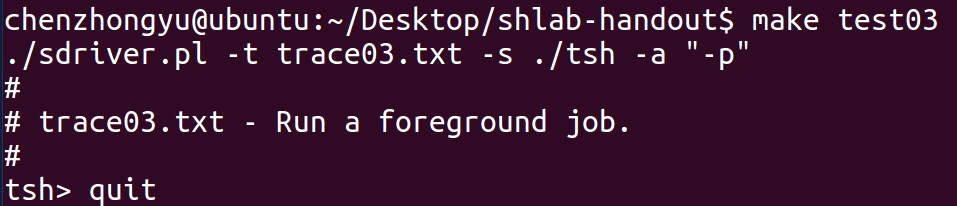 chenzhongyu@ubuntu:~/Desktop/shlab-handout$ make test03
./sdriver.pl -t trace03.txt -s ./tsh -a "-p"
#
# trace03.txt - Run a foreground job.
#
tsh> quit